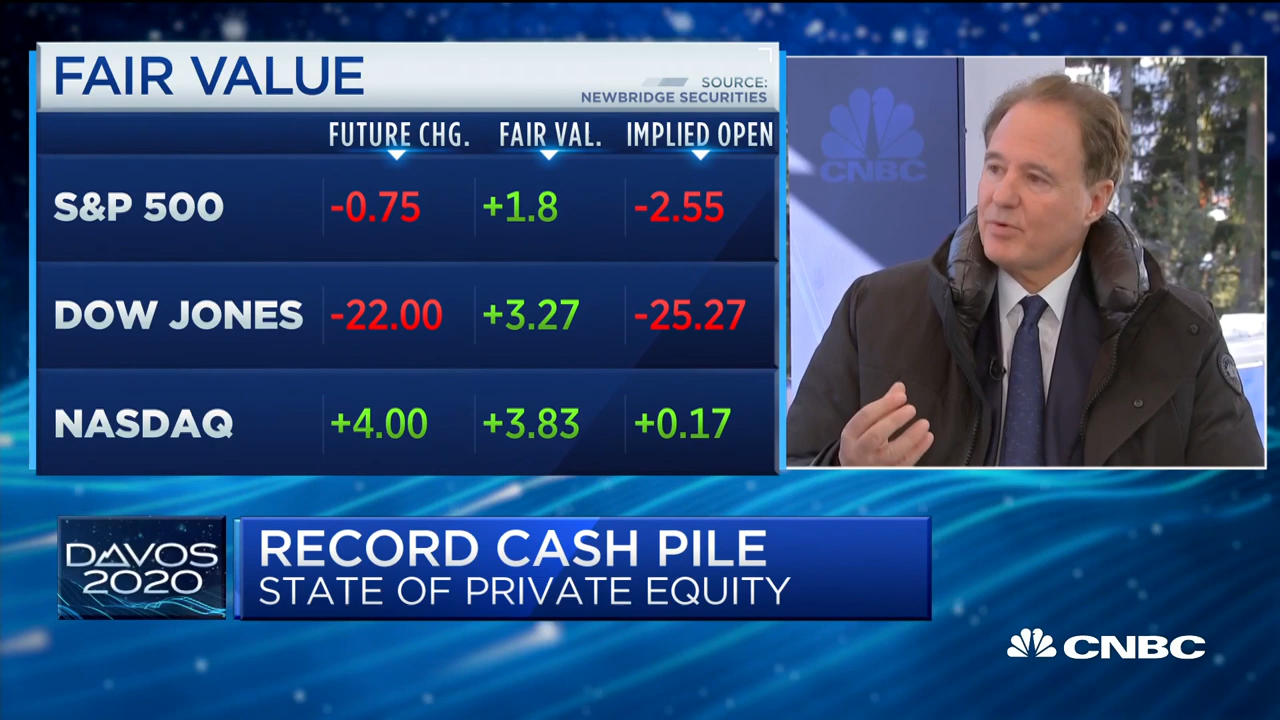 FAIR VALUE
SOURCE:
NEWBRIDGE SECURITIES
FUTURE CHG. FAIR VAL. IMPLIED OPEN
S&P 500 -0.75 +1.8 -2.55
DOW JONES -22.00 +3.27 -25.27
NASDAQ +4.00 +3.83 +0.17
CNBC
DAVOS
2020
RECORD CASH PILE
STATE OF PRIVATE EQUITY
CNBC